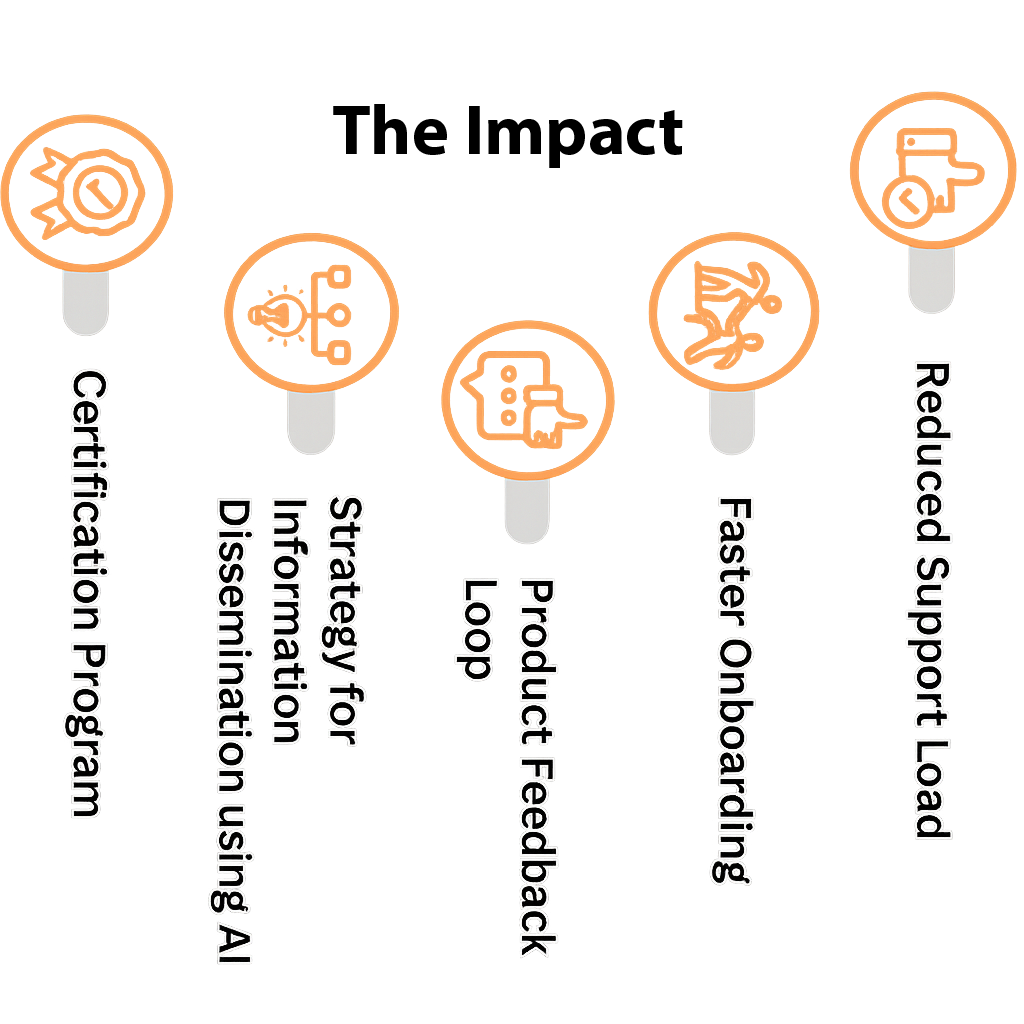 The Impact
Certification Program
Strategy for
Information
Dissemination using AI
Product Feedback
Loop
Faster Onboarding
Reduced Support Load